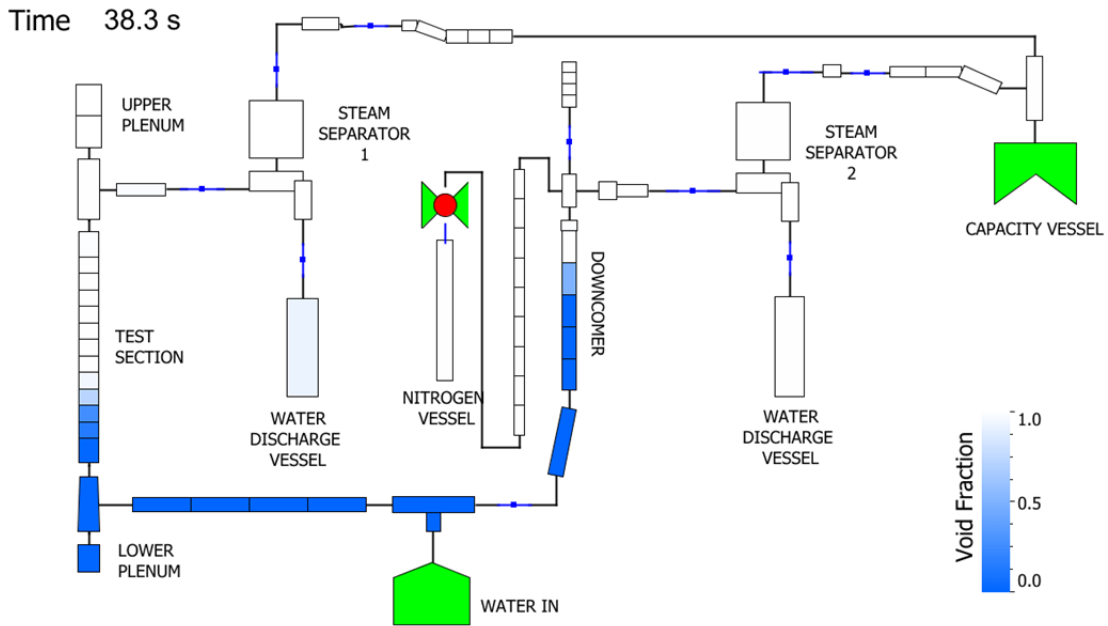 Time 38.3 s
UPPER
PLENUM
STEAM
SEPARATOR
1
STEAM
SEPARATOR
2
CAPACITY VESSEL
DOWNCOMER
TEST
SECTION
NITROGEN
VESSEL
WATER
DISCHARGE
VESSEL
WATER
DISCHARGE
VESSEL
Void Fraction
1.0
0.5
0.0
LOWER
PLENUM
WATER IN